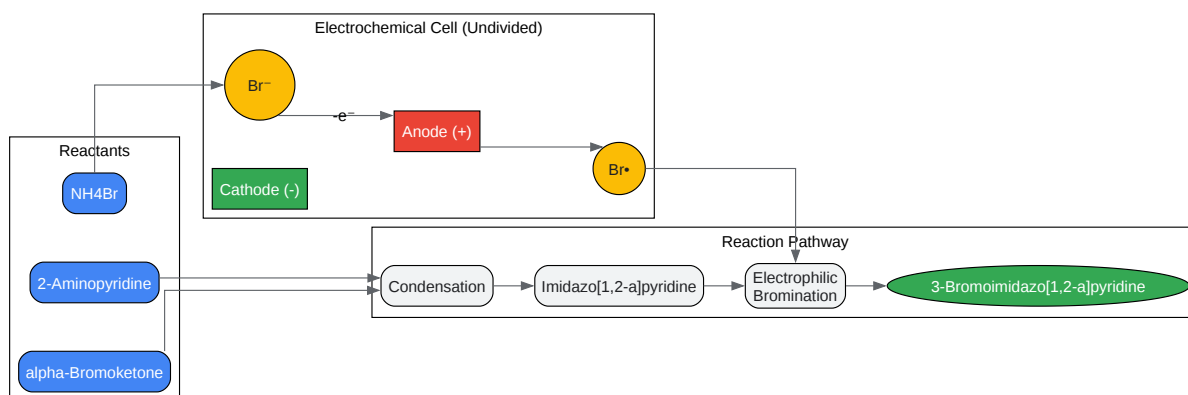 Electrochemical Cell (Undivided)
Br⁻
-e⁻
Anode (+)
Br•
Cathode (-)
Reactants
NH4Br
2-Aminopyridine
alpha-Bromoketone
Reaction Pathway
Condensation
Imidazo[1,2-a]pyridine
Electrophilic
Bromination
3-Bromoimidazo[1,2-a]pyridine